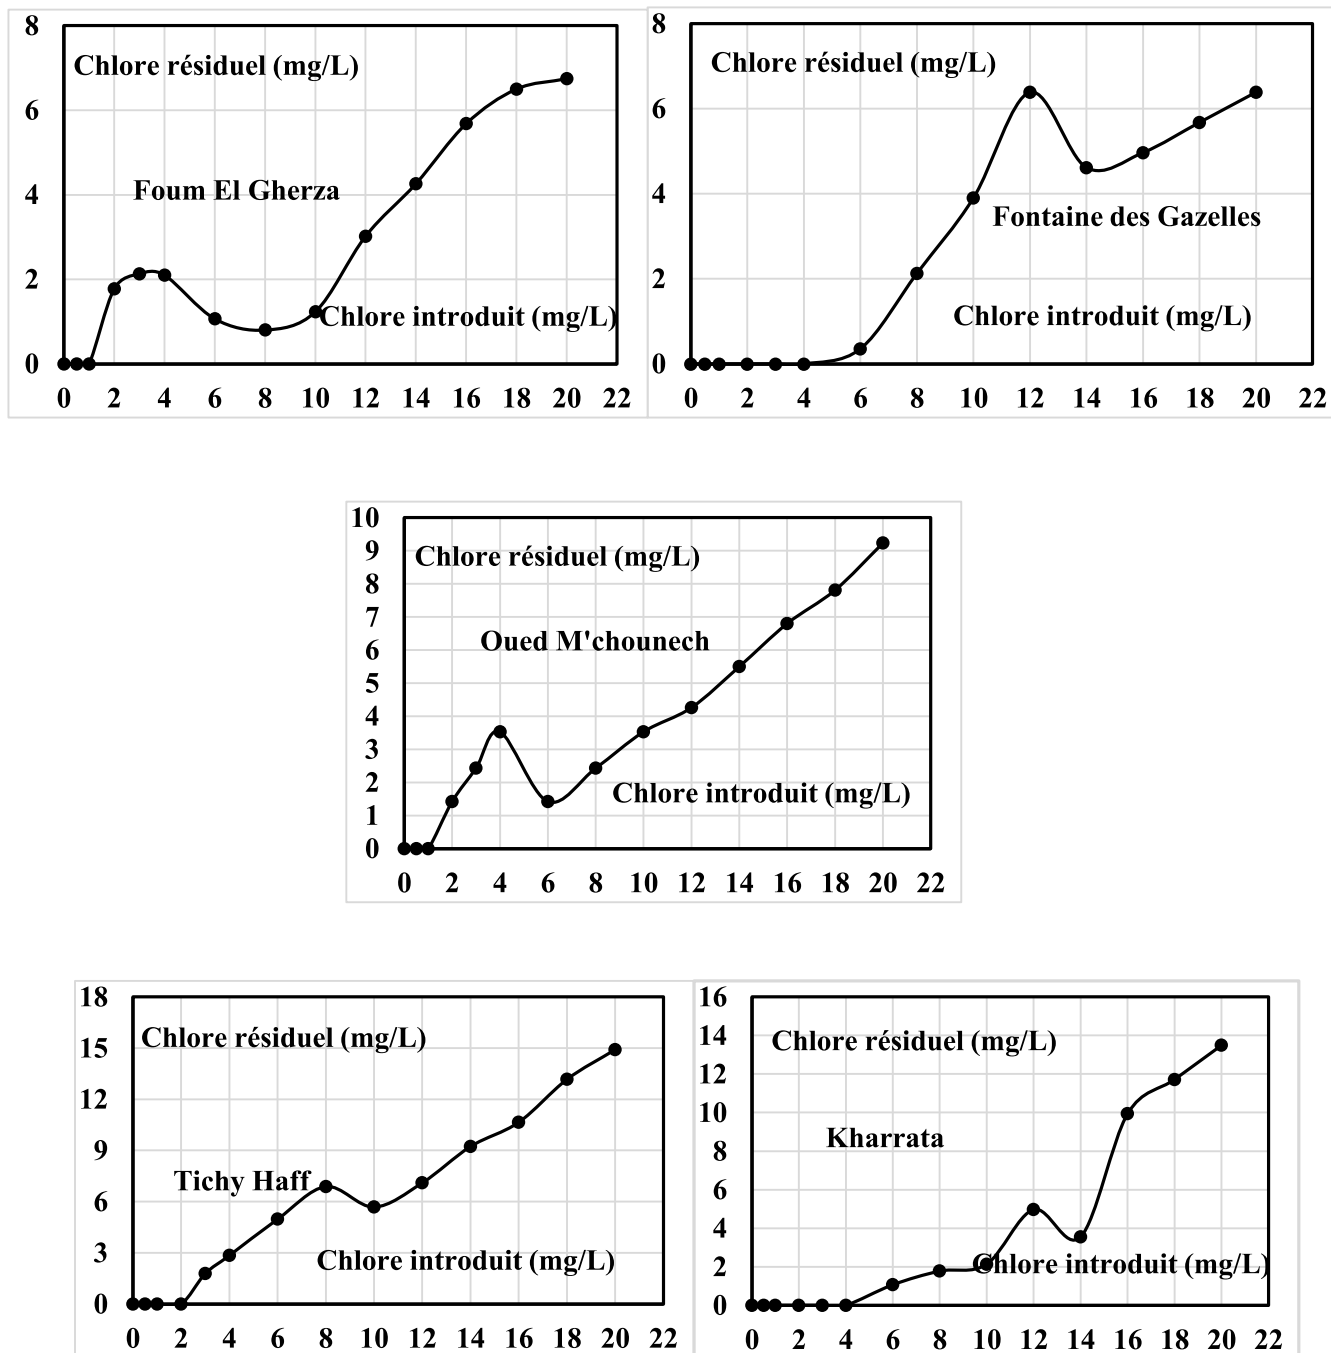 8
Chlore résiduel (mg/L)
6
Foum El Gherza
4
2
Chlore introduit (mg/L)
0
0 2 4 6 8 10 12 14 16 18 20 22
8
Chlore résiduel (mg/L)
6
4
Fontaine des Gazelles
2
Chlore introduit (mg/L)
0
0 2 4 6 8 10 12 14 16 18 20 22
10
9
Chlore résiduel (mg/L)
8
7
Oued M'chounech
6
5
4
3
2
Chlore introduit (mg/L)
1
0
0 2 4 6 8 10 12 14 16 18 20 22
18
Chlore résiduel (mg/L)
15
12
9
Tichy Haff
6
3
Chlore introduit (mg/L)
0
0 2 4 6 8 10 12 14 16 18 20 22
16
14
Chlore résiduel (mg/L)
12
10
Kharrata
8
6
4
2
Chlore introduit (mg/L)
0
0 2 4 6 8 10 12 14 16 18 20 22